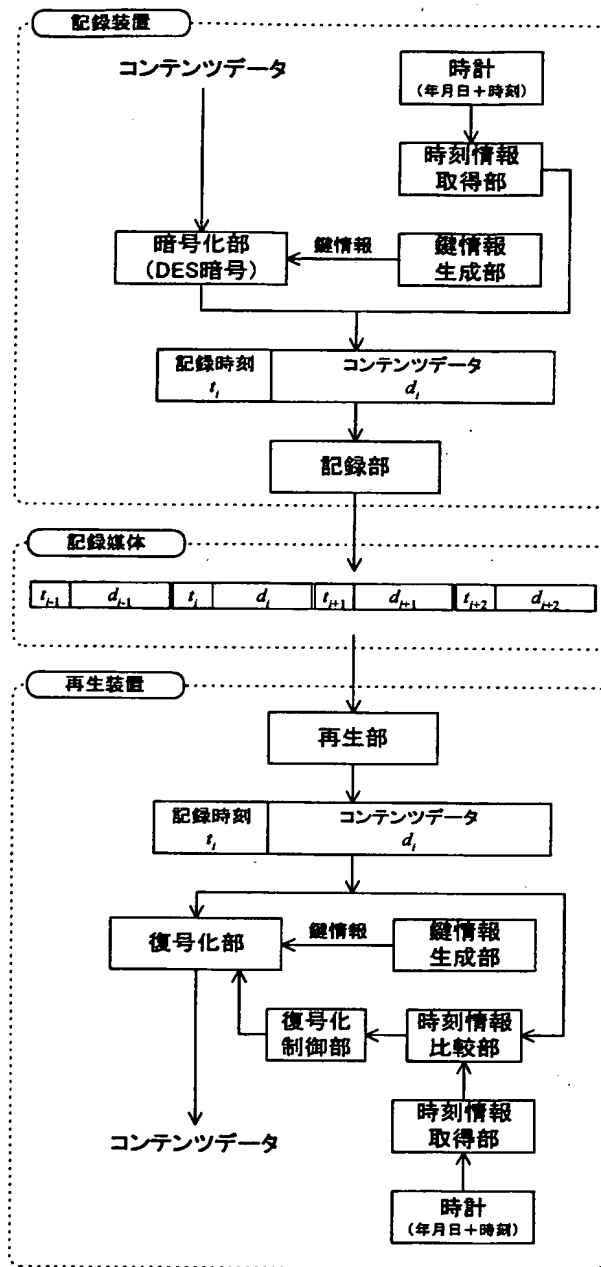 記録装置
コンテンツデータ
時計
(年月日+時刻)
時刻情報
取得部
暗号化部
(DES暗号)
鍵情報
鍵情報
生成部
記録時刻
t_i
コンテンツデータ
d_i
記録部
記録媒体
t_{i-1} d_{i-1} t_i d_i t_{i+1} d_{i+1} t_{i+2} d_{i+2}
再生装置
再生部
記録時刻
t_i
コンテンツデータ
d_i
復号化部
鍵情報
鍵情報
生成部
復号化
制御部
時刻情報
比較部
時刻情報
取得部
コンテンツデータ
時計
(年月日+時刻)